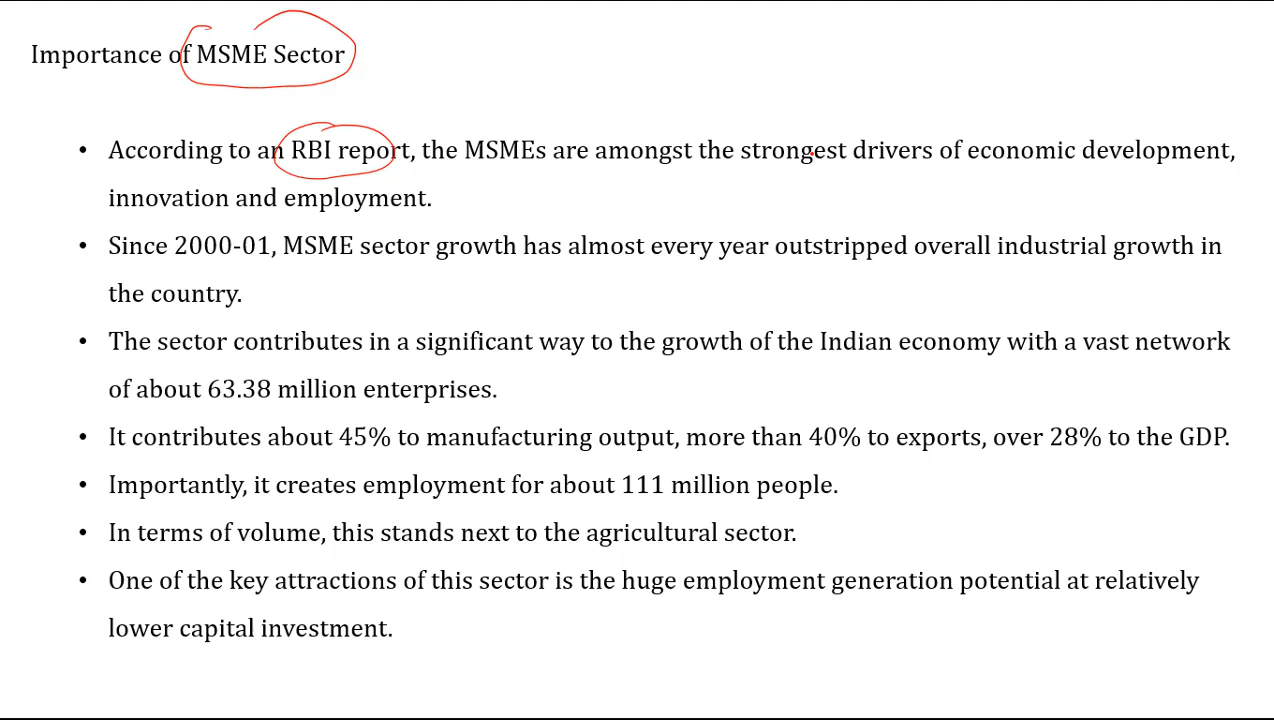 Importance of MSME Sector
• According to an RBI report, the MSMEs are amongst the strongest drivers of economic development,
innovation and employment.
• Since 2000-01, MSME sector growth has almost every year outstripped overall industrial growth in
the country.
• The sector contributes in a significant way to the growth of the Indian economy with a vast network
of about 63.38 million enterprises.
• It contributes about 45% to manufacturing output, more than 40% to exports, over 28% to the GDP.
• Importantly, it creates employment for about 111 million people.
• In terms of volume, this stands next to the agricultural sector.
• One of the key attractions of this sector is the huge employment generation potential at relatively
lower capital investment.